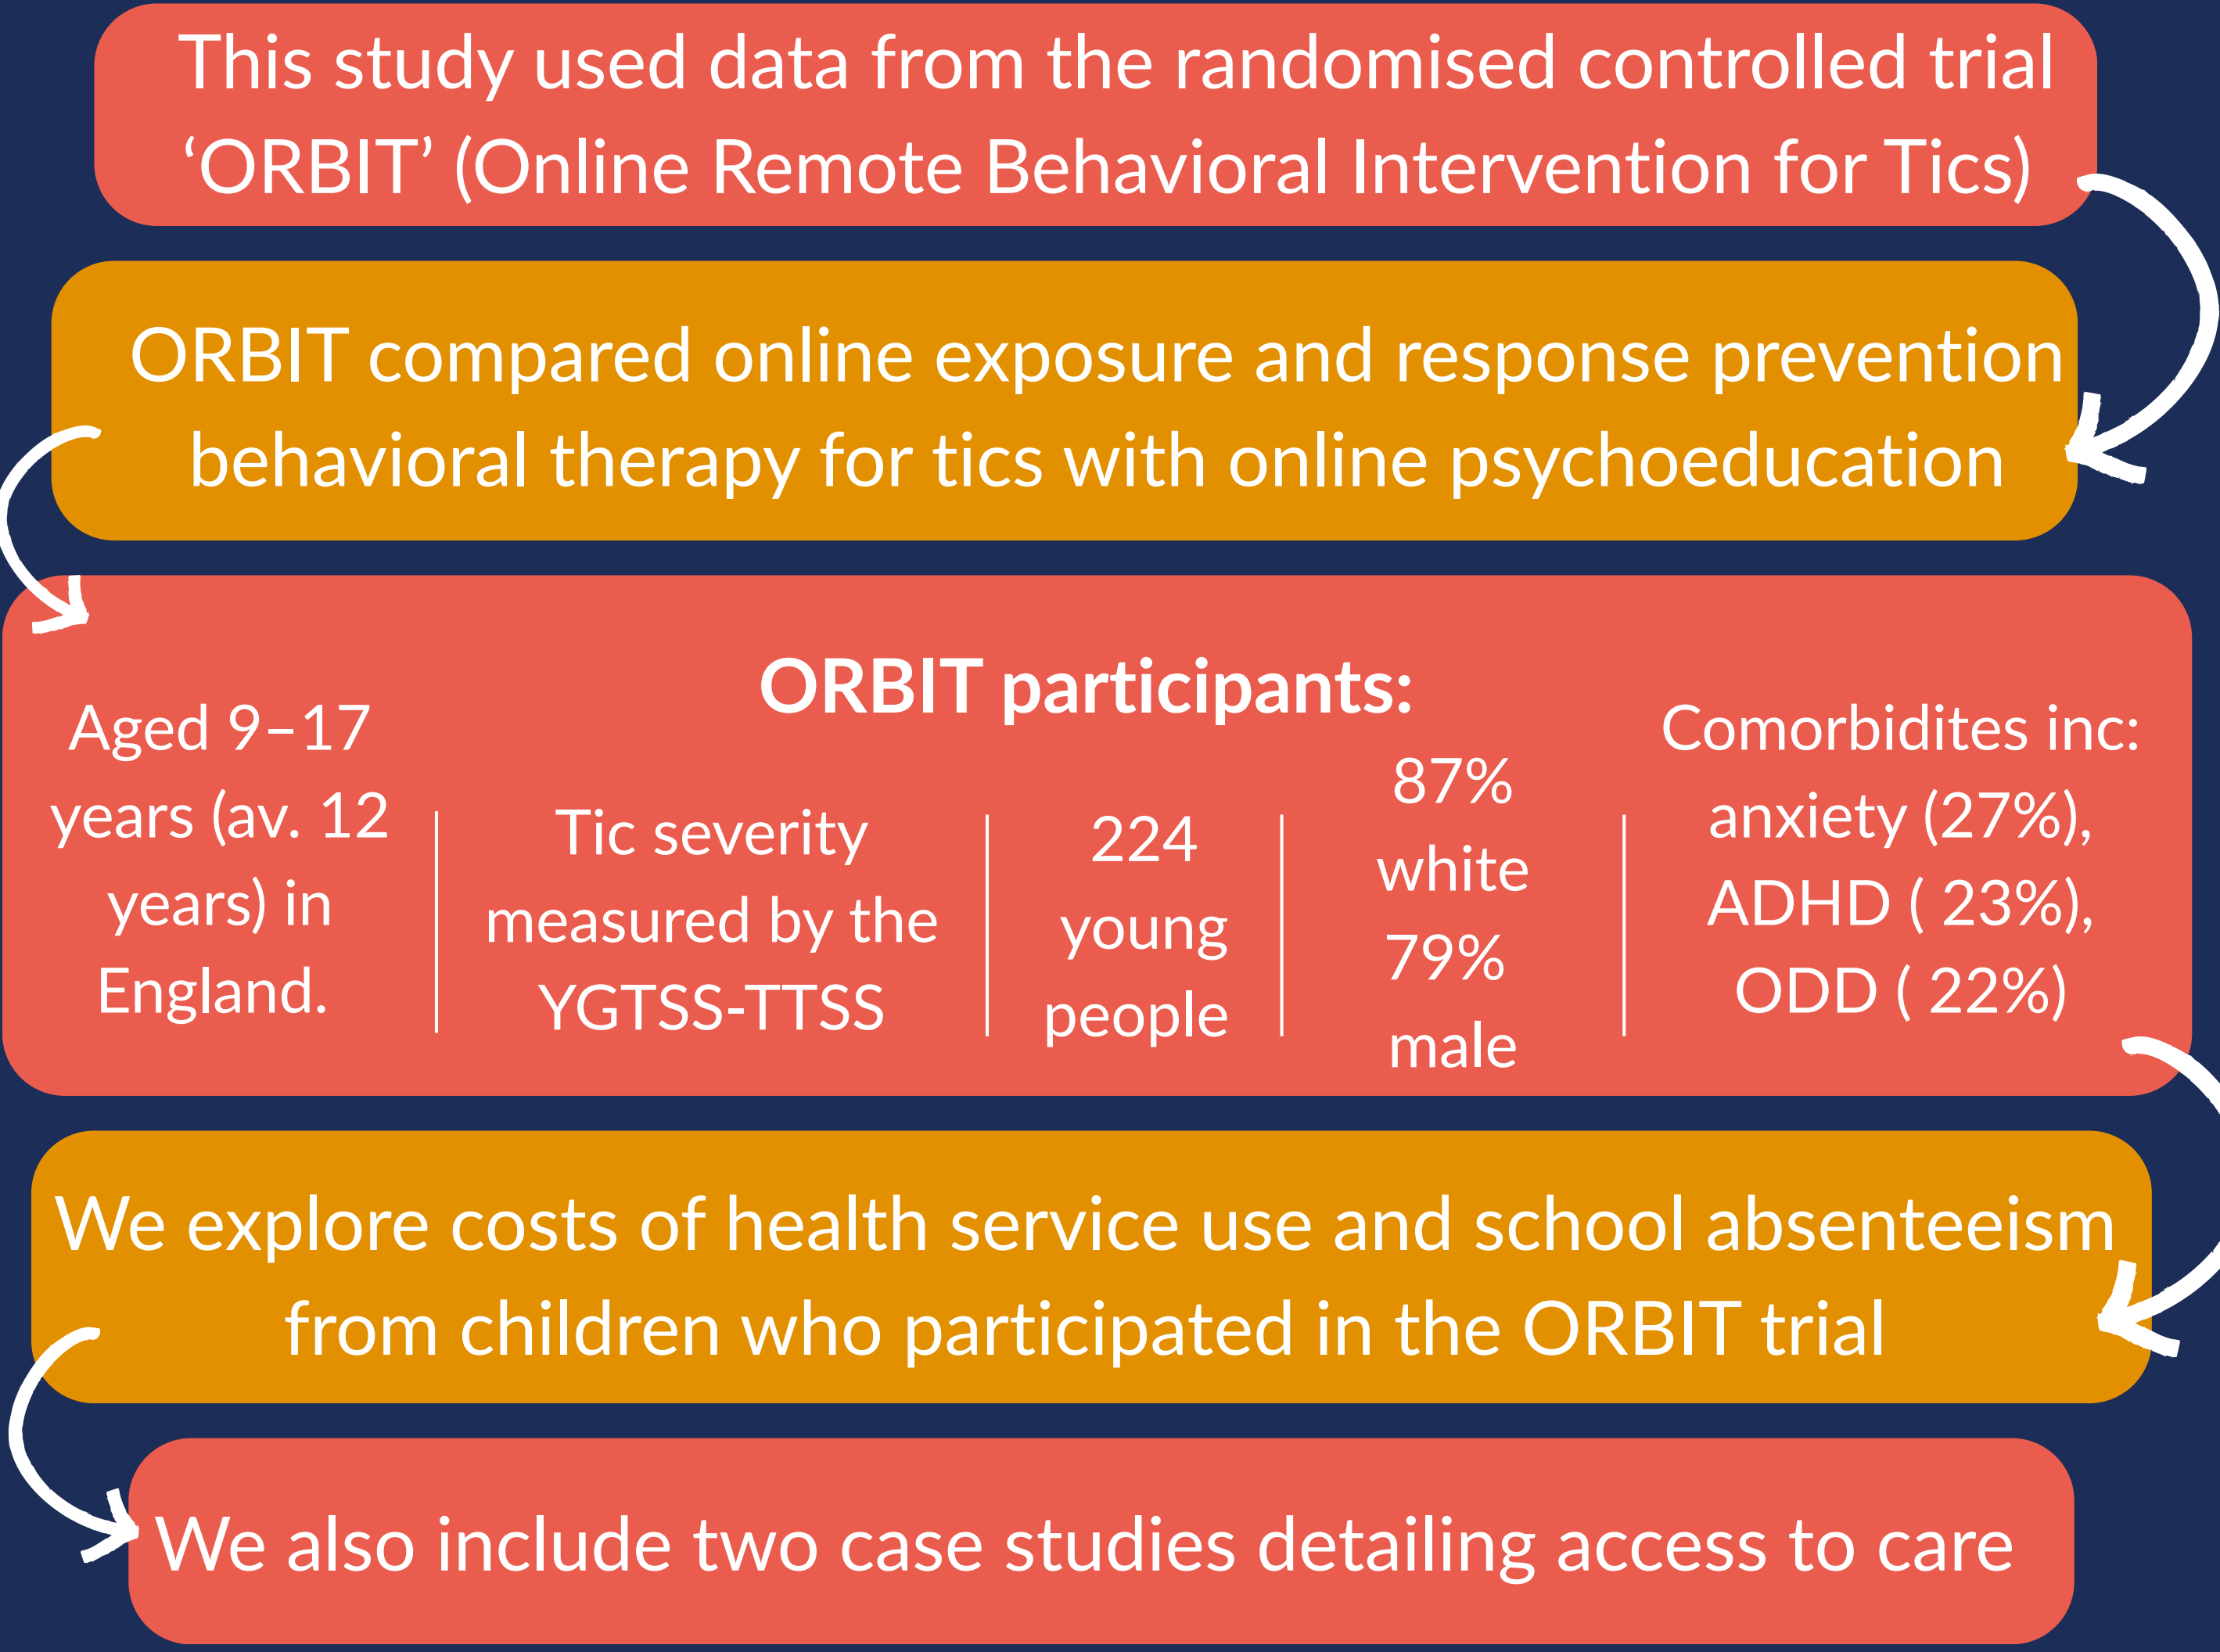 This study used data from the randomised controlled trial
‘ORBIT’ (Online Remote Behavioral Intervention for Tics)
ORBIT compared online exposure and response prevention
behavioral therapy for tics with online psychoeducation
ORBIT participants:
Aged 9–17
years (av. 12
years) in
England.
Tic severity
measured by the
YGTSS-TTSS
224
young
people
87%
white
79%
male
Comorbidites inc:
anxiety (27%),
ADHD ( 23%),
ODD ( 22%)
We explore costs of health service use and school absenteeism
from children who participated in the ORBIT trial
We also include two case studies detailing access to care